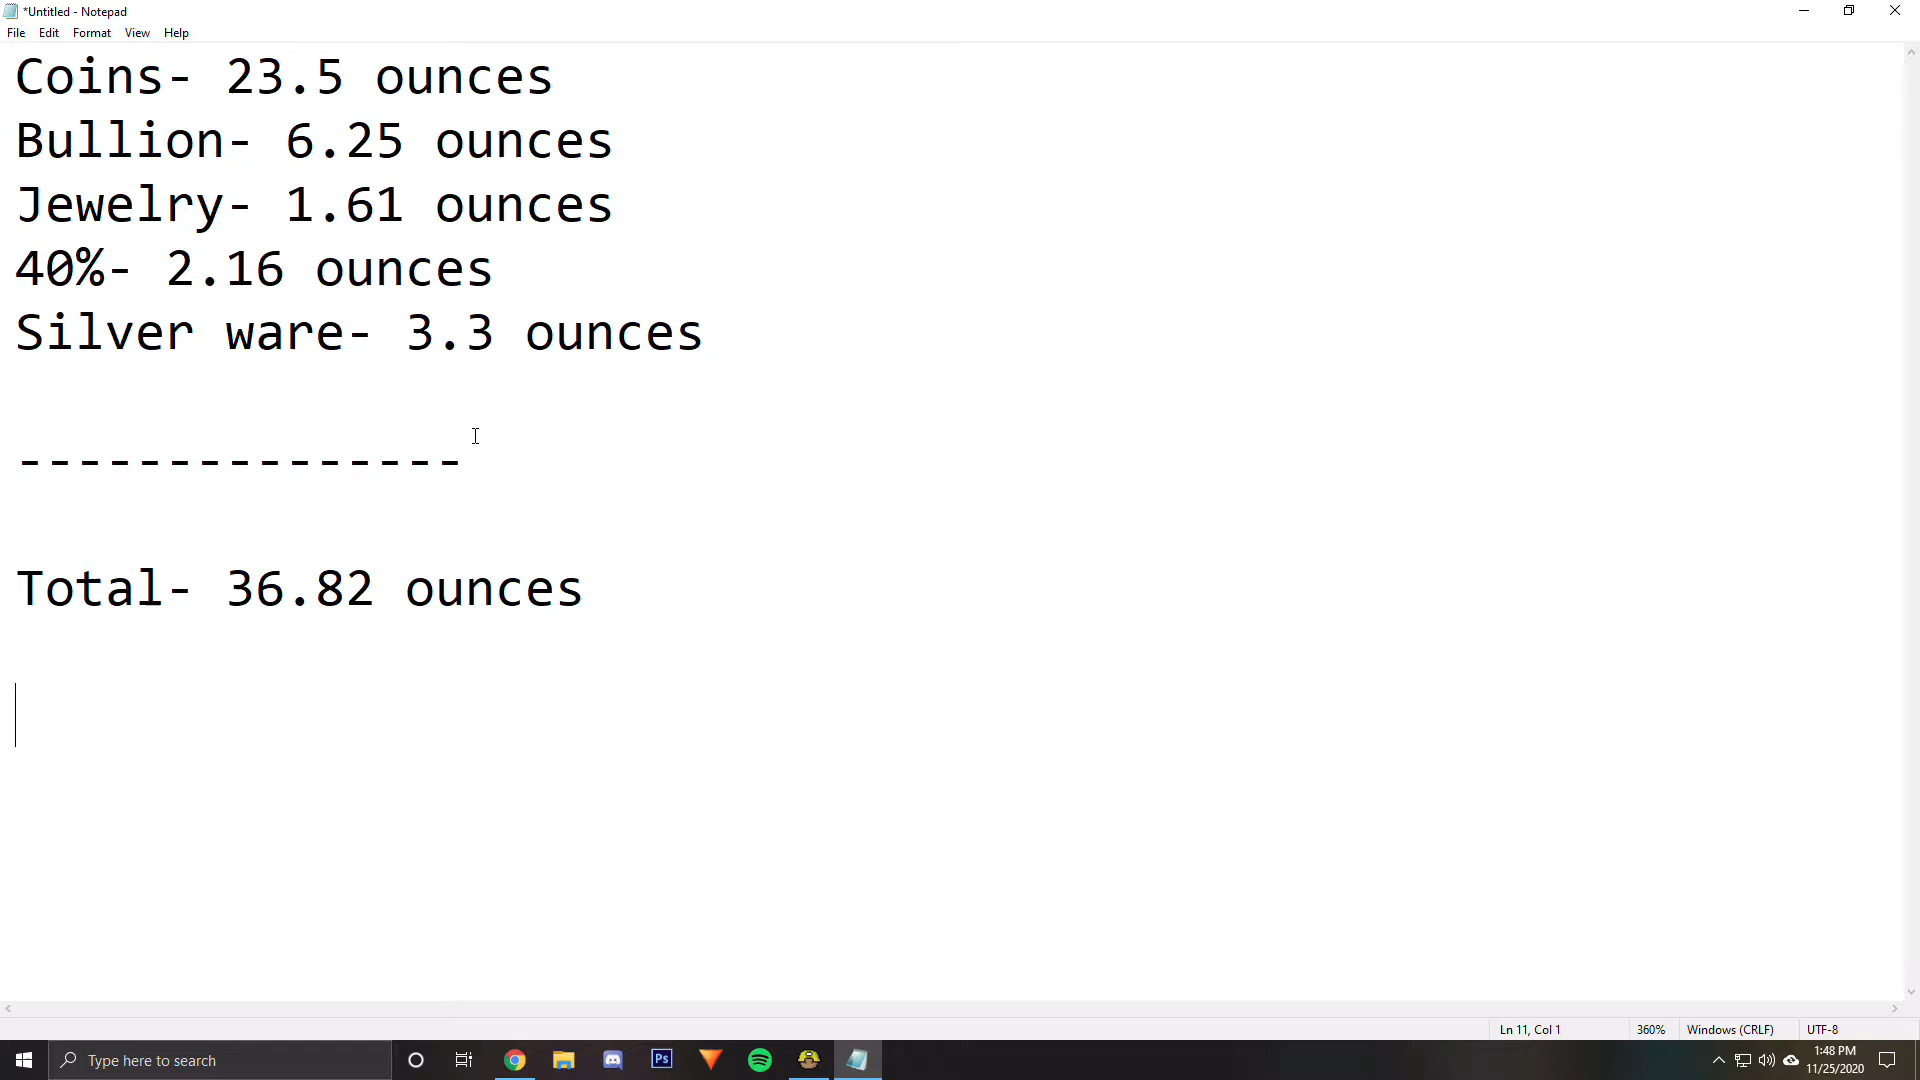 *Untitled - Notepad
File Edit Format View Help
Coins- 23.5 ounces
Bullion- 6.25 ounces
Jewelry- 1.61 ounces
40%- 2.16 ounces
Silver ware- 3.3 ounces
---------------
Total- 36.82 ounces
Ln 11, Col 1 360% Windows (CRLF) UTF-8
Type here to search
Ps
1:48 PM
11/25/2020